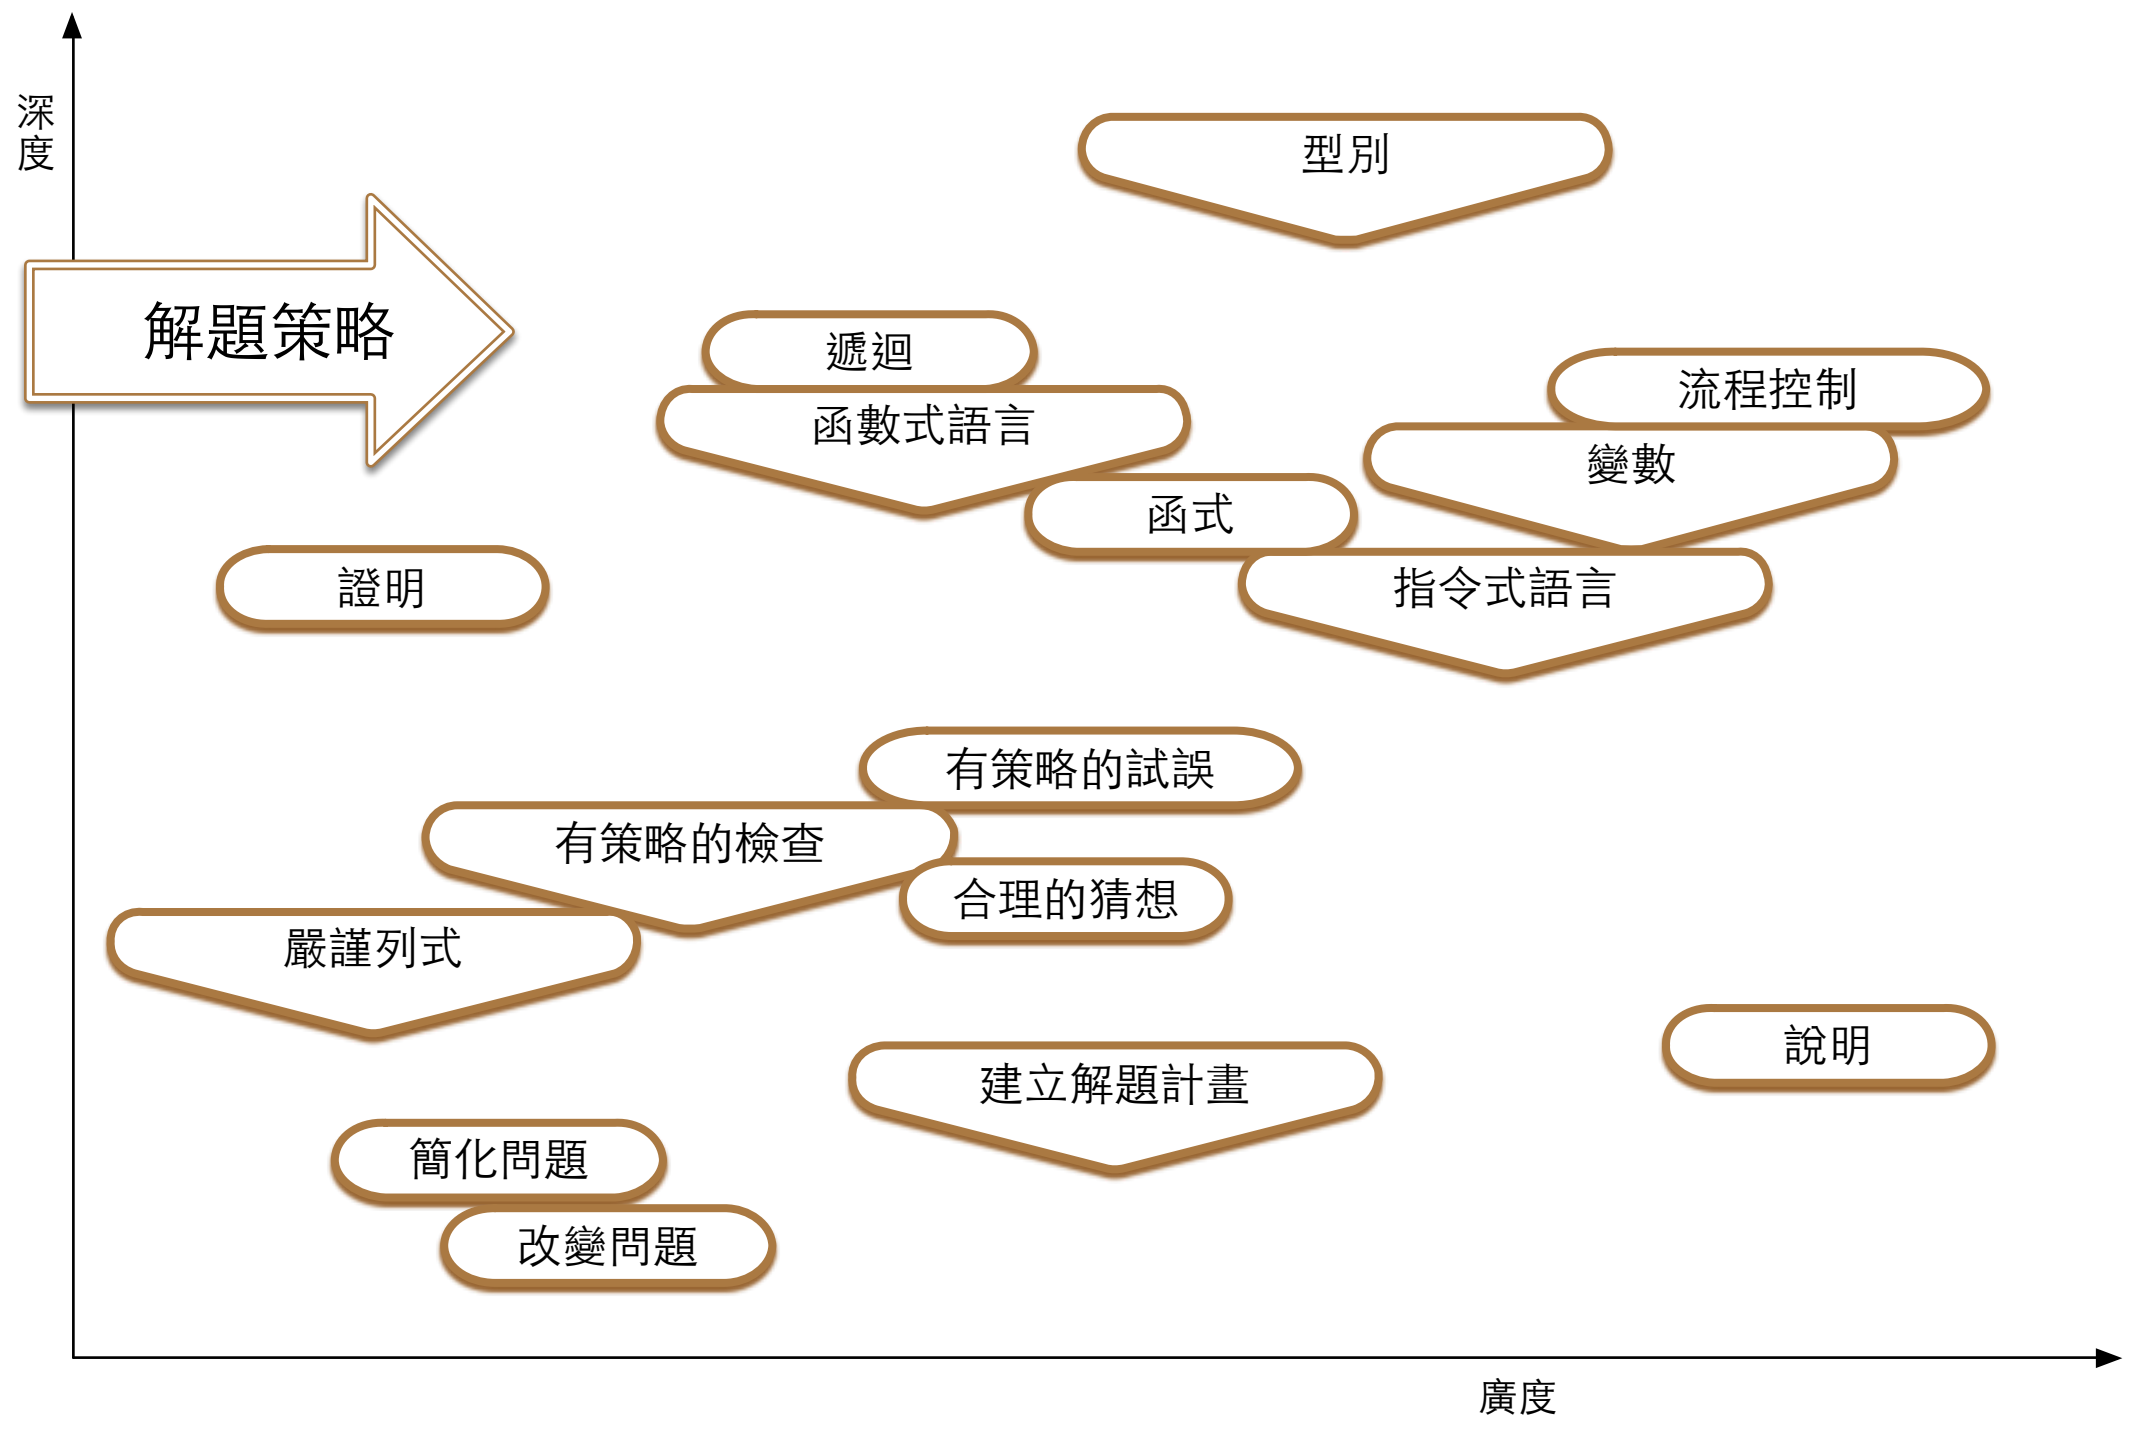 深度
型別
解題策略
遞迴
流程控制
函數式語言
變數
函式
證明
指令式語言
有策略的試誤
有策略的檢查
合理的猜想
嚴謹列式
說明
建立解題計畫
簡化問題
改變問題
廣度